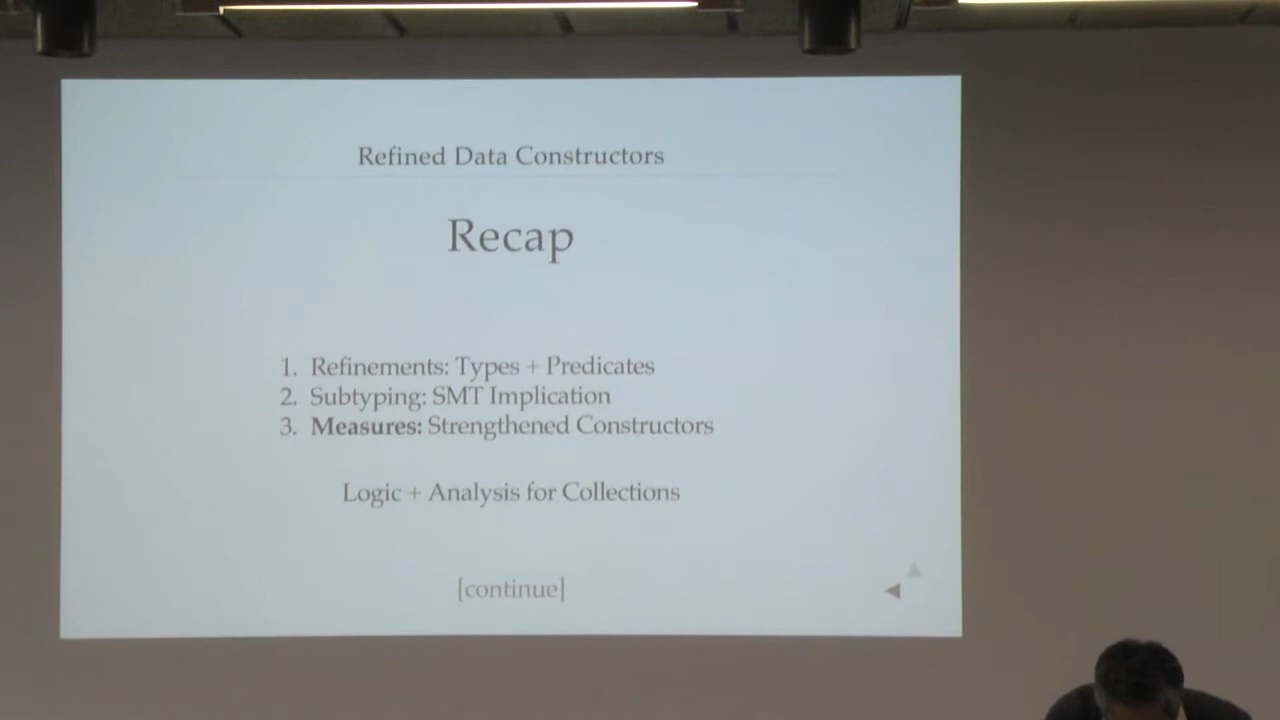 Refined Data Constructors
Recap
1. Refinements: Types + Predicates
2. Subtyping: SMT Implication
3. Measures: Strengthened Constructors
Logic + Analysis for Collections
[continue]